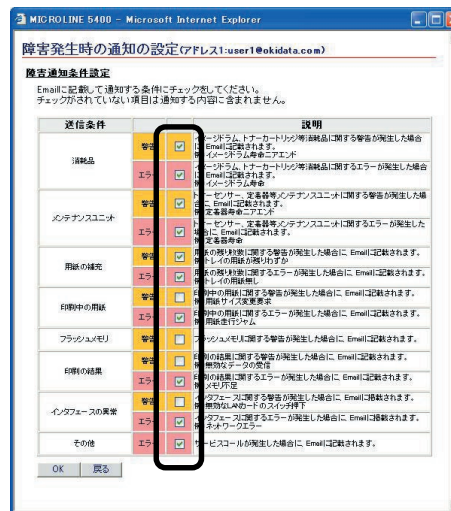 MICROLINE 5400 - Microsoft Internet Explorer
障害発生時の通知の設定(アドレス1:user1@okidata.com)
障害通知条件設定
Emailに記載して通知する条件にチェックをしてください。
チェックがされていない項目は通知する内容に含まれません。
送信条件 説明
消耗品
警告
イメージドラム、トナーカートリッジ等消耗品に関する警告が発生した場合
に Emailに記載されます。
例 イメージドラム寿命ニアエンド
エラー
イメージドラム、トナーカートリッジ等消耗品に関するエラーが発生した場合
Emailに記載されます。
例 イメージドラム寿命
メンテナンスユニット
警告
トナーセンサー、定着器等メンテナンスユニットに関する警告が発生した場
合に Emailに記載されます。
定着器寿命ニアエンド
エラー
トナーセンサー、定着器等メンテナンスユニットに関するエラーが発生した
場合に Emailに記載されます。
定着器寿命
用紙の補充
警告
用紙の残り枚数に関する警告が発生した場合に Emailに記載されます。
トレイの用紙が残りわずか
エラー
用紙の残り枚数に関するエラーが発生した場合に Emailに記載されます。
トレイの用紙無し
印刷中の用紙
警告
印刷中の用紙に関する警告が発生した場合に Emailに記載されます。
用紙サイズ変更要求
エラー
印刷中の用紙に関するエラーが発生した場合に Emailに記載されます。
用紙走行ジャム
フラッシュメモリ
警告
フラッシュメモリに関する警告が発生した場合に Emailに記載されます。
印刷の結果
警告
印刷の結果に関する警告が発生した場合に Emailに記載されます。
無効なデータの受信
エラー
印刷の結果に関するエラーが発生した場合に Emailに記載されます。
メモリ不足
インタフェースの異常
警告
インタフェースに関する警告が発生した場合に Emailに掲載されます。
無効なLANカードのスイッチ押下
エラー
インタフェースに関するエラーが発生した場合に Emailに掲載されます。
ネットワークエラー
その他
エラー
サービスコールが発生した場合に Emailに記載されます。
OK 戻る